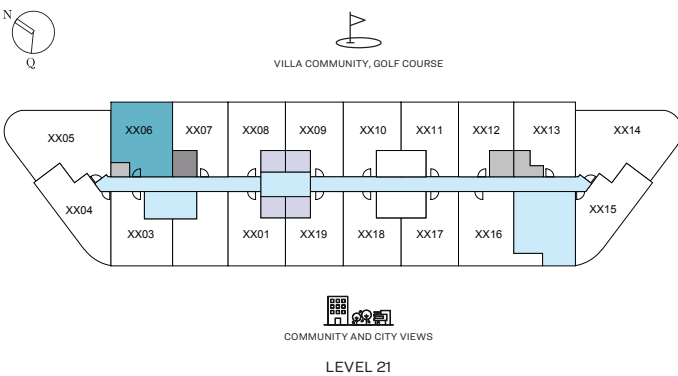 N
Q
VILLA COMMUNITY, GOLF COURSE
XX05
XX06
XX07
XX08
XX09
XX10
XX11
XX12
XX13
XX14
XX04
XX03
XX01
XX19
XX18
XX17
XX16
XX15
COMMUNITY AND CITY VIEWS
LEVEL 21